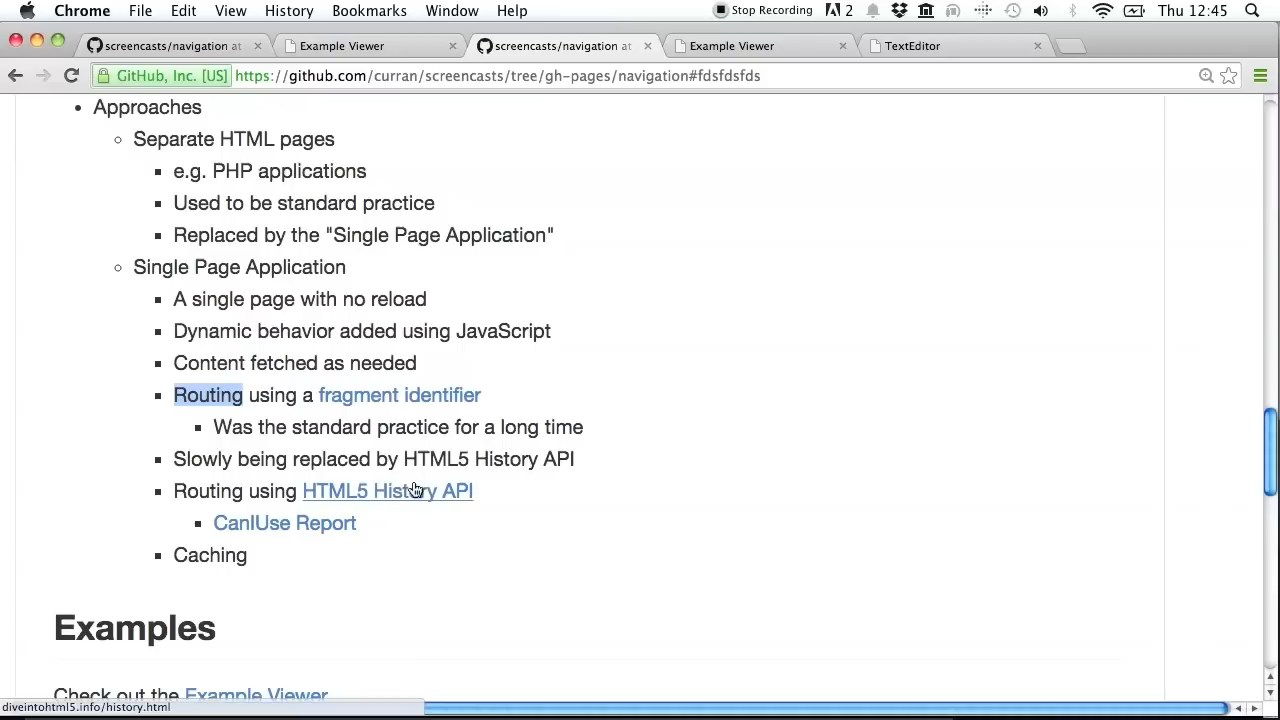 Chrome File Edit View History Bookmarks Window Help Stop Recording 2 Thu 12:45
screencasts/navigation at × Example Viewer × screencasts/navigation at × Example Viewer × TextEditor ×
GitHub, Inc. [US] https://github.com/curran/screencasts/tree/gh-pages/navigation#fdsfdsfds
Approaches
Separate HTML pages
e.g. PHP applications
Used to be standard practice
Replaced by the "Single Page Application"
Single Page Application
A single page with no reload
Dynamic behavior added using JavaScript
Content fetched as needed
Routing using a fragment identifier
Was the standard practice for a long time
Slowly being replaced by HTML5 History API
Routing using HTML5 History API
CanIUse Report
Caching
Examples
Check out the Example Viewer
diveintohtml5.info/history.html